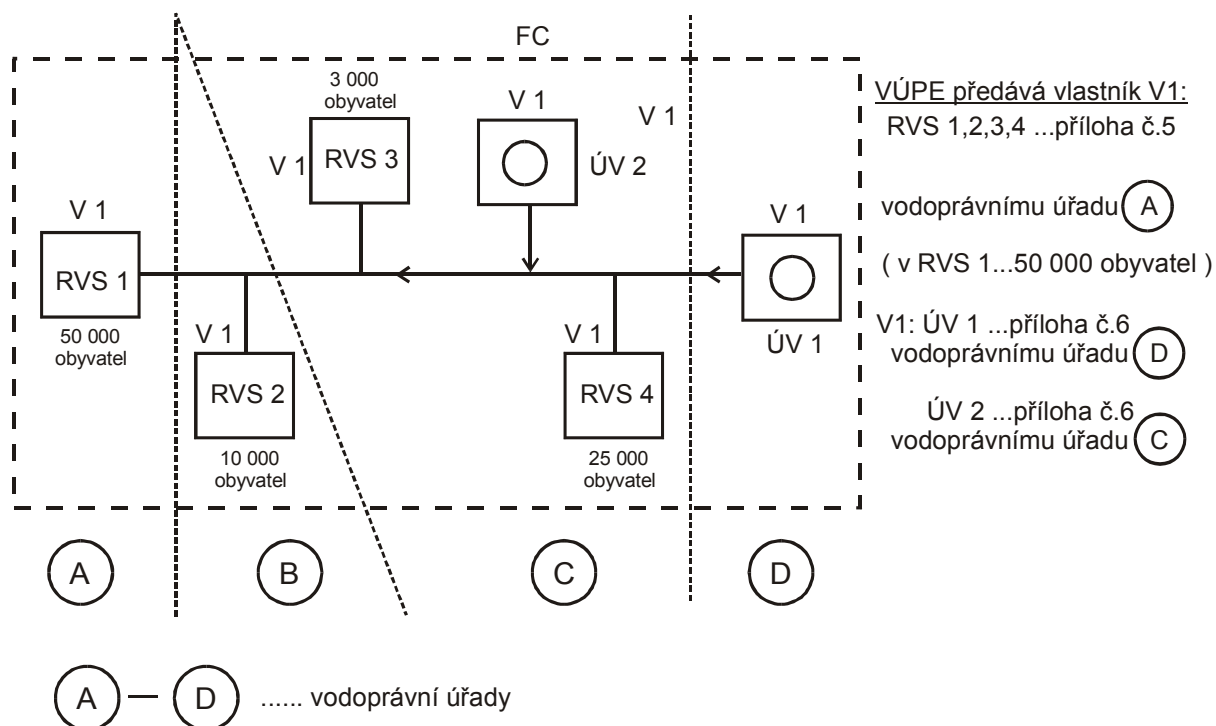 FC
3 000
obyvatel
V 1
RVS 3
V 1
ÚV 2
V 1
V 1
RVS 1
50 000
obyvatel
V 1
RVS 2
10 000
obyvatel
V 1
RVS 4
25 000
obyvatel
V 1
ÚV 1
VÚPE předává vlastník V1:
RVS 1,2,3,4 ...příloha č.5
vodoprávnímu úřadu A
( v RVS 1...50 000 obyvatel )
V1: ÚV 1 ...příloha č.6
vodoprávnímu úřadu D
ÚV 2 ...příloha č.6
vodoprávnímu úřadu C
A B C D
A — D ...... vodoprávní úřady